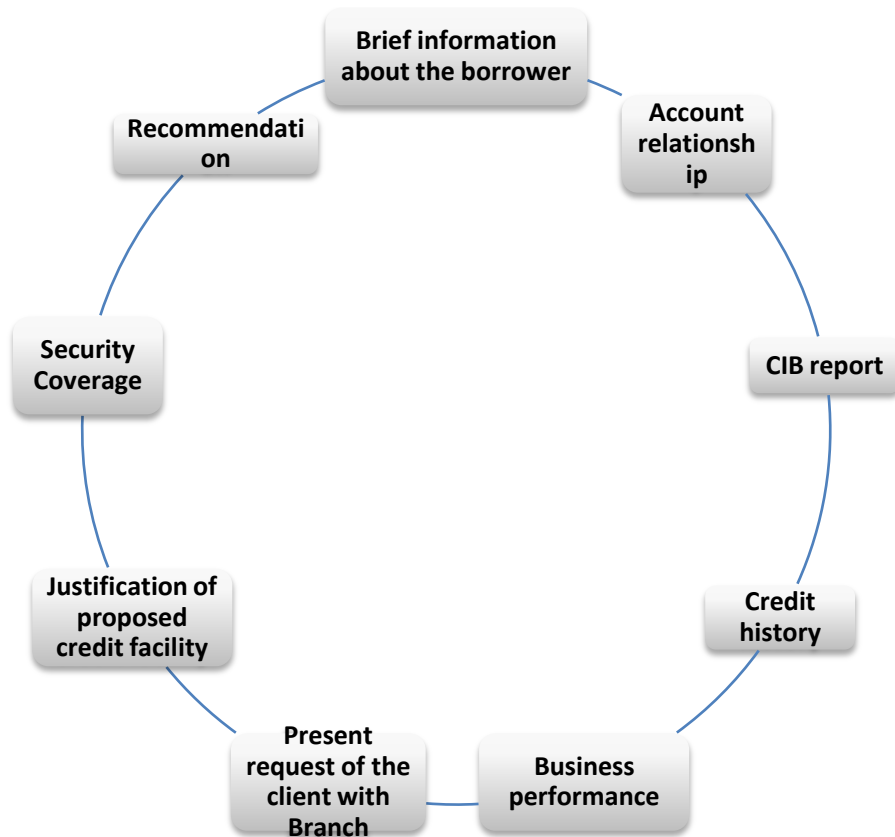 Brief information
about the borrower
Account
relationsh
ip
CIB report
Credit
history
Business
performance
Present
request of the
client with
Branch
Justification of
proposed
credit facility
Security
Coverage
Recommendati
on